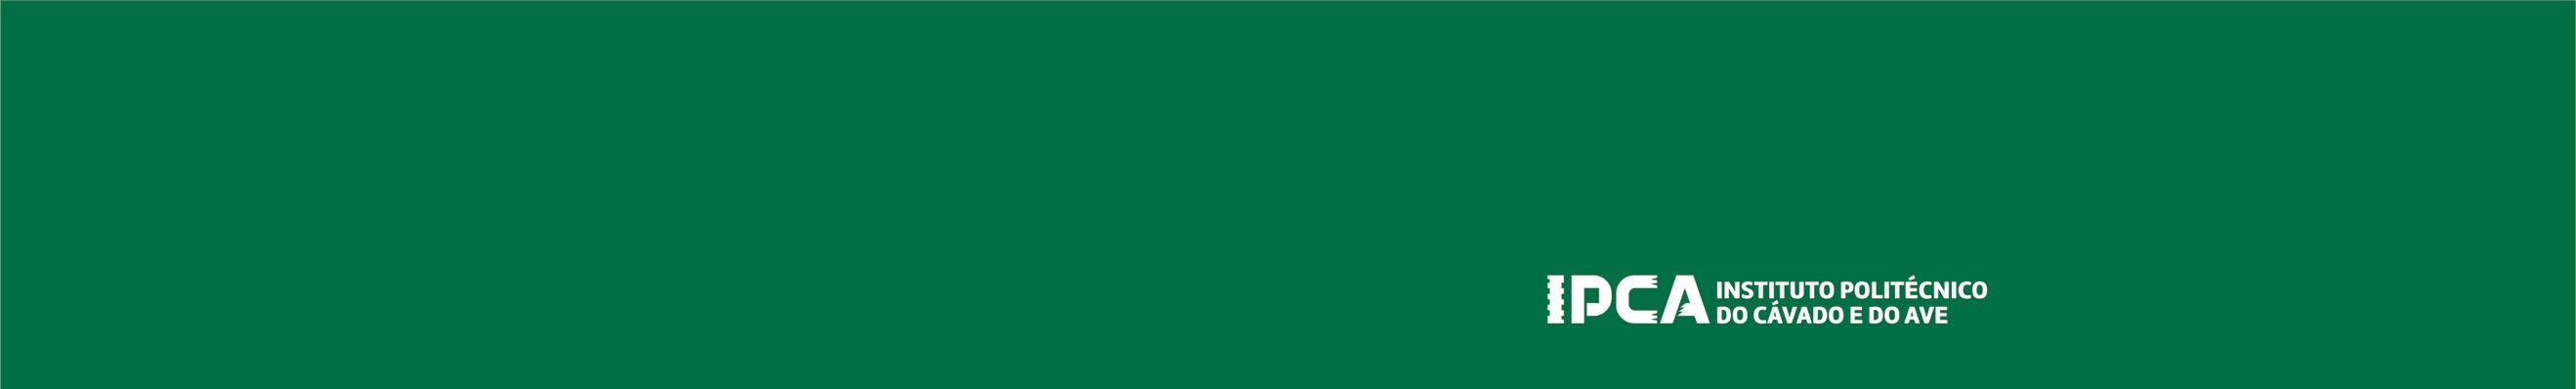 IPCA
INSTITUTO POLITÉCNICO
DO CÁVADO E DO AVE